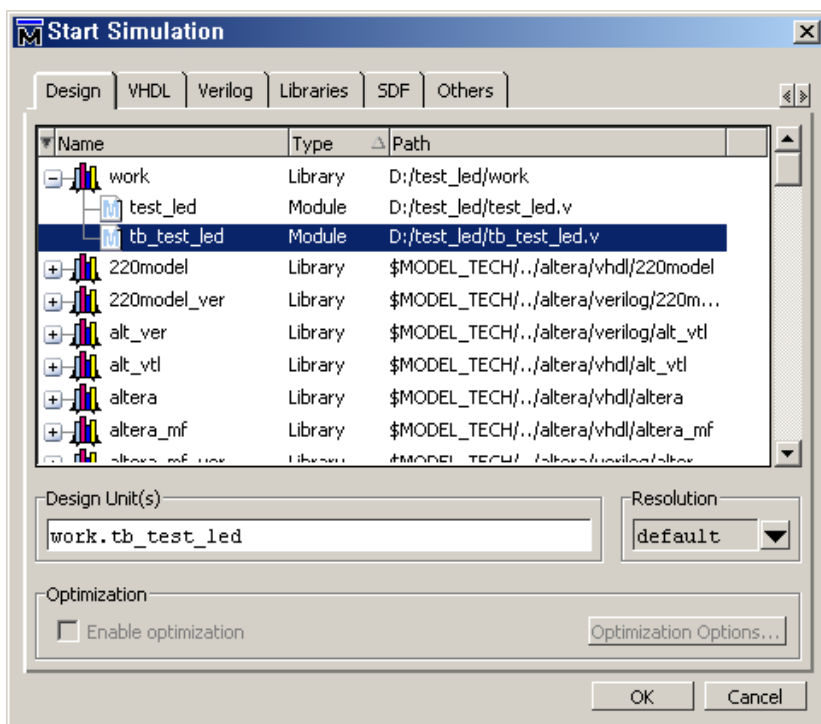 Start Simulation
Design VHDL Verilog Libraries SDF Others
Name Type Path
work Library D:/test_led/work
test_led Module D:/test_led/test_led.v
tb_test_led Module D:/test_led/tb_test_led.v
220model Library $MODEL_TECH/../altera/vhdl/220model
220model_ver Library $MODEL_TECH/../altera/verilog/220m...
alt_ver Library $MODEL_TECH/../altera/verilog/alt_vtl
alt_vtl Library $MODEL_TECH/../altera/vhdl/alt_vtl
altera Library $MODEL_TECH/../altera/vhdl/altera
altera_mf Library $MODEL_TECH/../altera/vhdl/altera_mf
Design Unit(s) Resolution
work.tb_test_led default
Optimization
Enable optimization Optimization Options...
OK Cancel